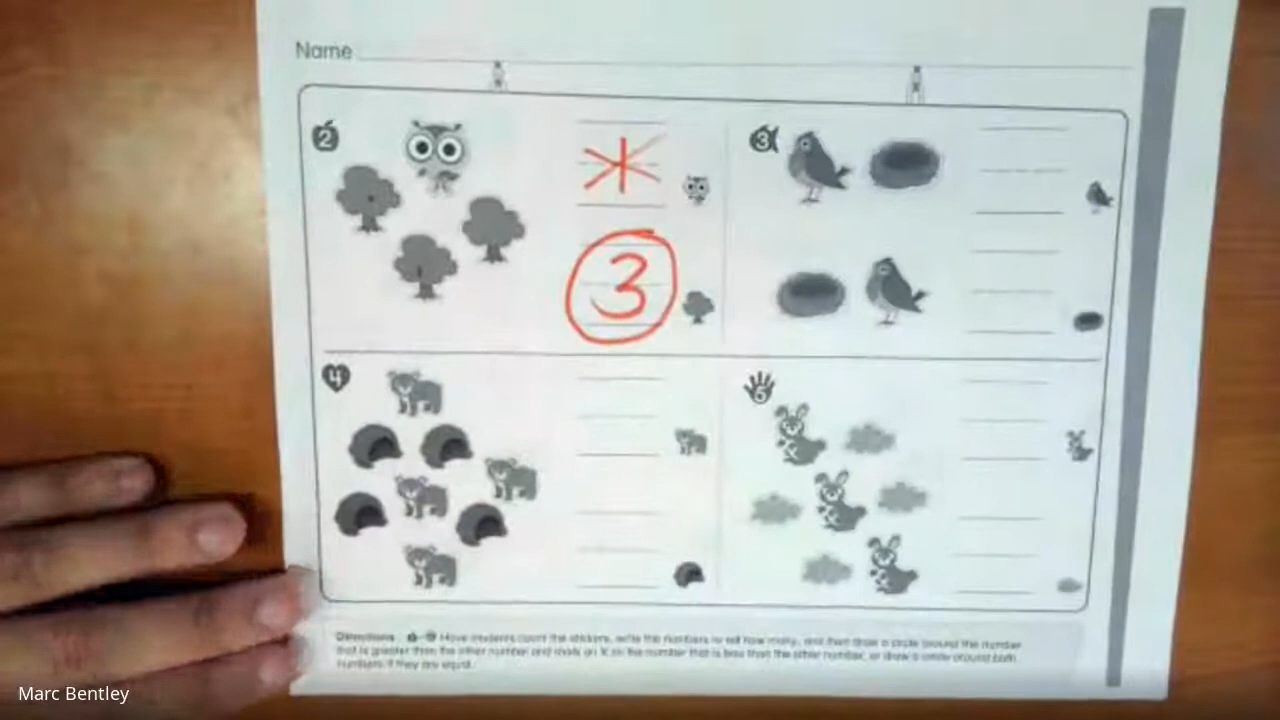 Name
2
3
3
4
5
Directions 2–5 Have students count the stickers, write the numbers to tell how many, and then draw a circle around the number
that is greater than the other number and mark an X on the number that is less than the other number, or draw a circle around both
numbers if they are equal.
Marc Bentley